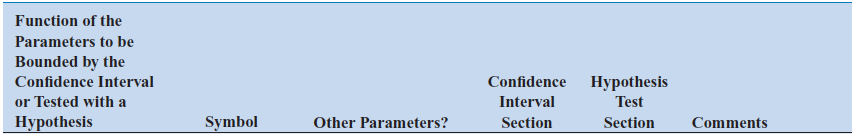 Function of the
Parameters to be
Bounded by the
Confidence Interval
or Tested with a
Hypothesis
Symbol
Other Parameters?
Confidence
Interval
Section
Hypothesis
Test
Section
Comments